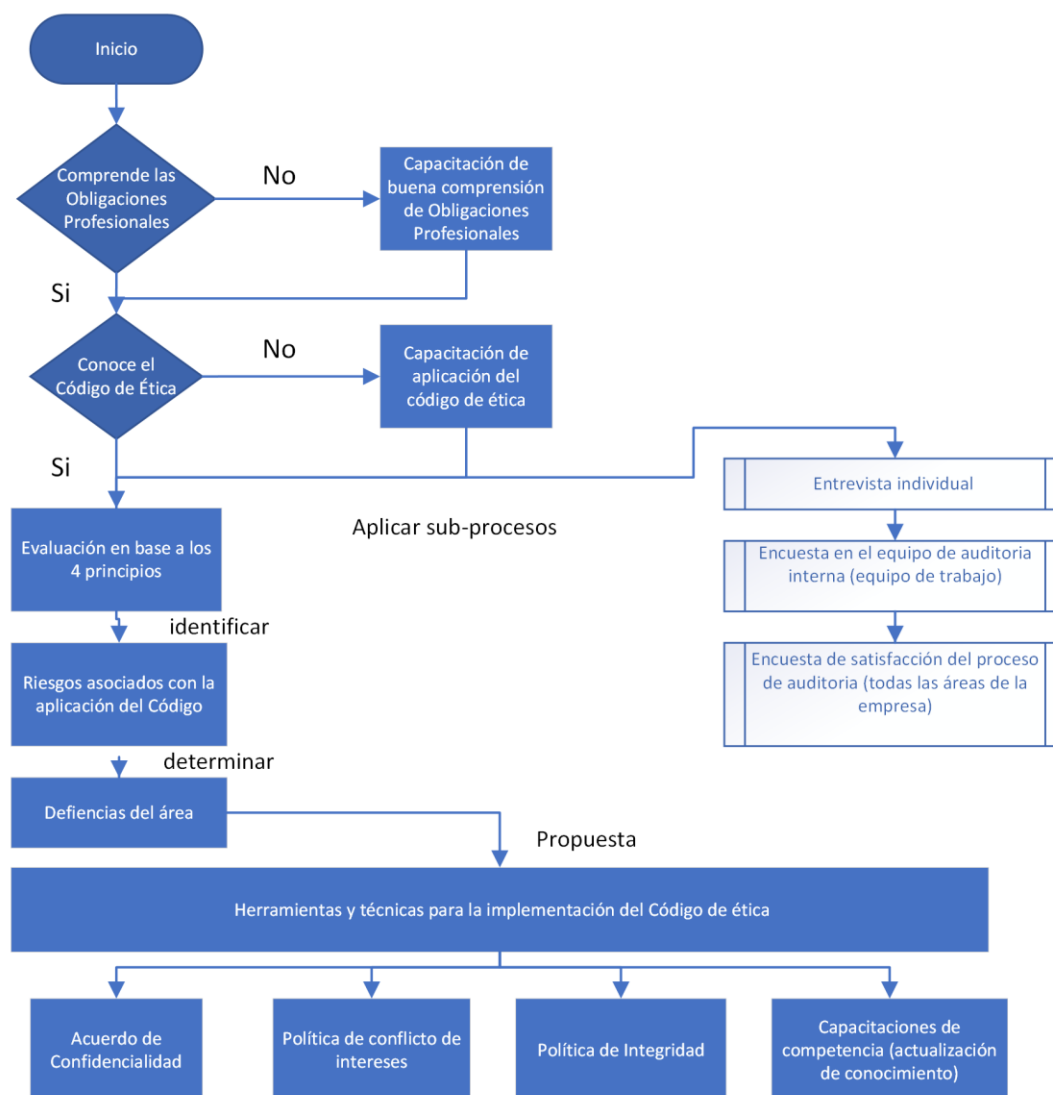 Inicio
Comprende las
Obligaciones
Profesionales
No
Capacitación de
buena comprensión
de Obligaciones
Profesionales
Si
Conoce el
Código de Ética
No
Capacitación de
aplicación del
código de ética
Si
Entrevista individual
Aplicar sub-procesos
Evaluación en base a los
4 principios
Encuesta en el equipo de auditoria
interna (equipo de trabajo)
identificar
Encuesta de satisfacción del proceso
de auditoria (todas las áreas de la
empresa)
Riesgos asociados con la
aplicación del Código
determinar
Defiencias del área
Propuesta
Herramientas y técnicas para la implementación del Código de ética
Acuerdo de
Confidencialidad
Política de conflicto de
intereses
Política de Integridad
Capacitaciones de
competencia (actualización
de conocimiento)